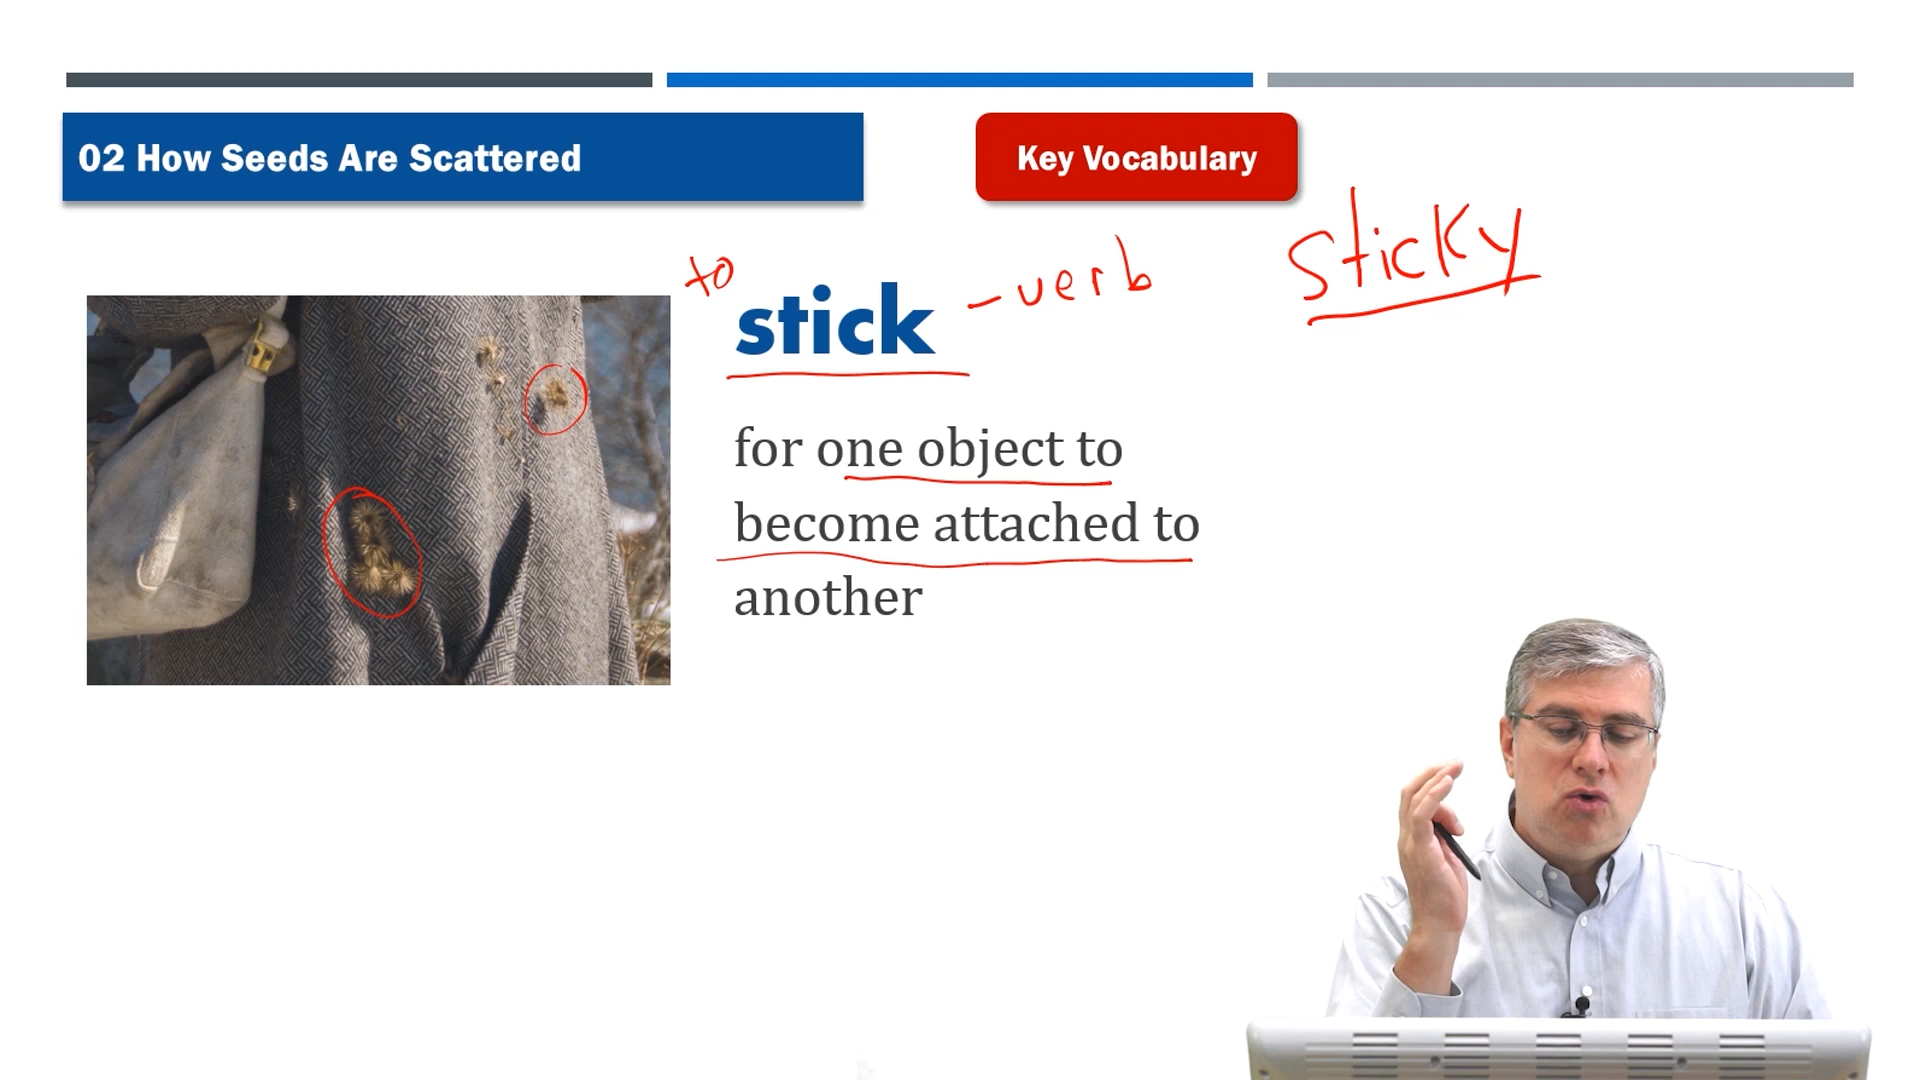 02 How Seeds Are Scattered
Key Vocabulary
to stick - verb
sticky
for one object to
become attached to
another